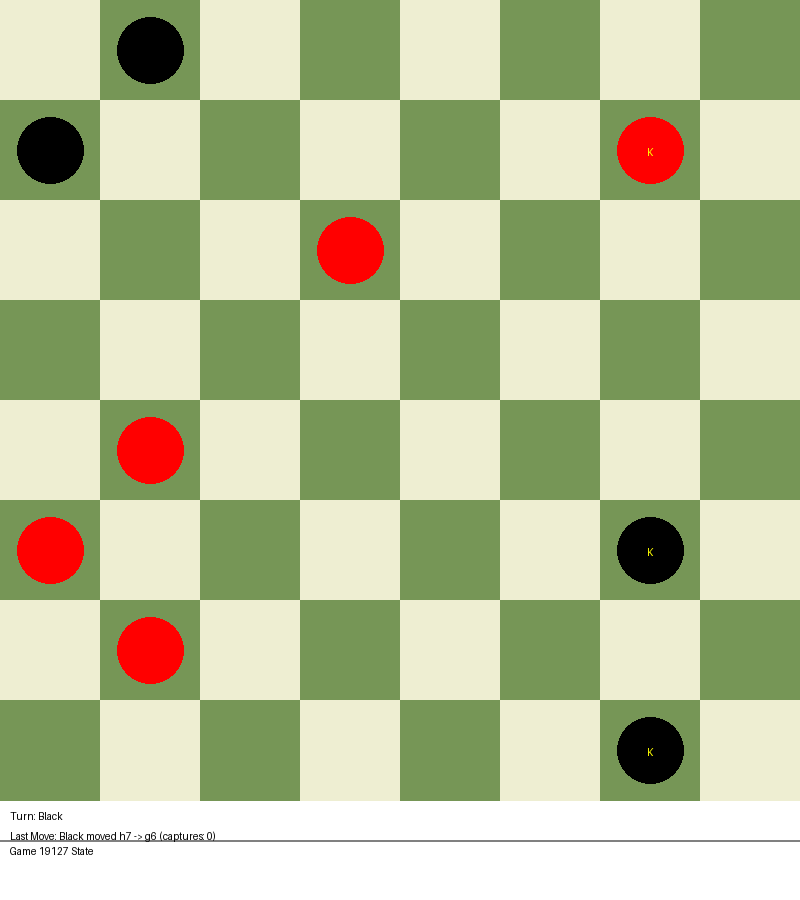 K
K
K
Turn: Black
Last Move: Black moved h7 -> g6 (captures: 0)
Game 19127 State